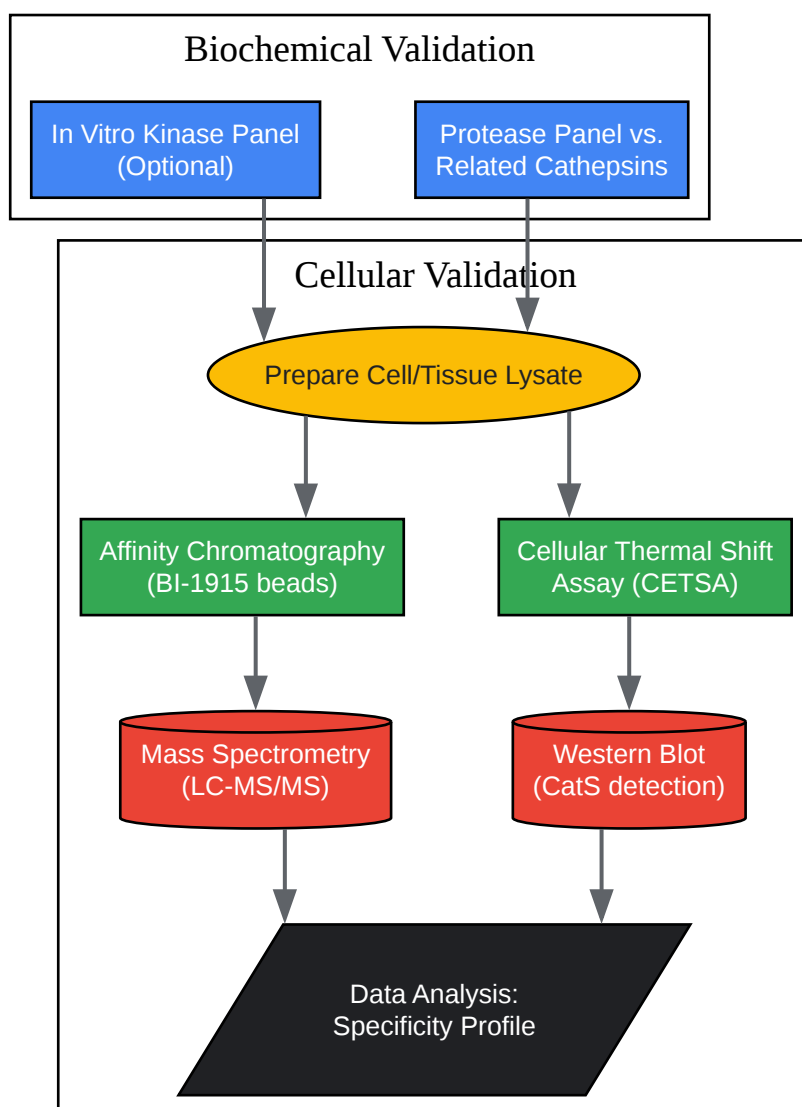 Biochemical Validation
In Vitro Kinase Panel
(Optional)
Protease Panel vs.
Related Cathepsins
Cellular Validation
Prepare Cell/Tissue Lysate
Affinity Chromatography
(BI-1915 beads)
Cellular Thermal Shift
Assay (CETSA)
Mass Spectrometry
(LC-MS/MS)
Western Blot
(CatS detection)
Data Analysis:
Specificity Profile